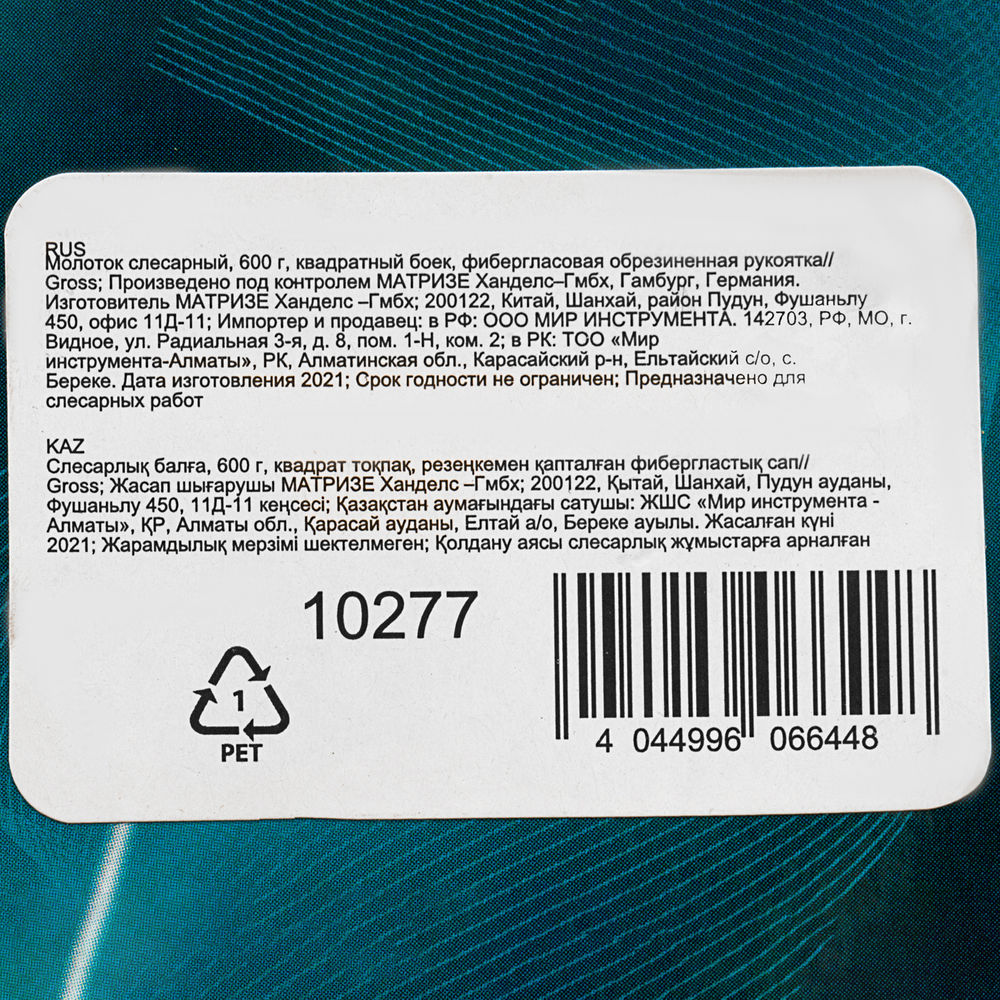 RUS
Молоток слесарный, 600 г, квадратный боек, фибергласовая обрезиненная рукоятка//
Gross; Произведено под контролем МАТРИЗЕ Ханделс–Гмбх, Гамбург, Германия.
Изготовитель МАТРИЗЕ Ханделс –Гмбх; 200122, Китай, Шанхай, район Пудун, Фушаньлу
450, офис 11Д-11; Импортер и продавец: в РФ: ООО МИР ИНСТРУМЕНТА. 142703, РФ, МО, г.
Видное, ул. Радиальная 3-я, д. 8, пом. 1-Н, ком. 2; в РК: ТОО «Мир
инструмента-Алматы», РК, Алматинская обл., Карасайский р-н, Ельтайский с/о, с.
Береке. Дата изготовления 2021; Срок годности не ограничен; Предназначено для
слесарных работ
KAZ
Слесарлық балға, 600 г, квадрат тоқпақ, резеңкемен қапталған фибергластық сап//
Gross; Жасап шығарушы МАТРИЗЕ Ханделс –Гмбх; 200122, Қытай, Шанхай, Пудун ауданы,
Фушаньлу 450, 11Д-11 кеңсесі; Қазақстан аумағындағы сатушы: ЖШС «Мир инструмента -
Алматы», ҚР, Алматы обл., Қарасай ауданы, Елтай а/о, Береке ауылы. Жасалған күні
2021; Жарамдылық мерзімі шектелмеген; Қолдану аясы слесарлық жұмыстарға арналған
10277
1
PET
4 044996 066448